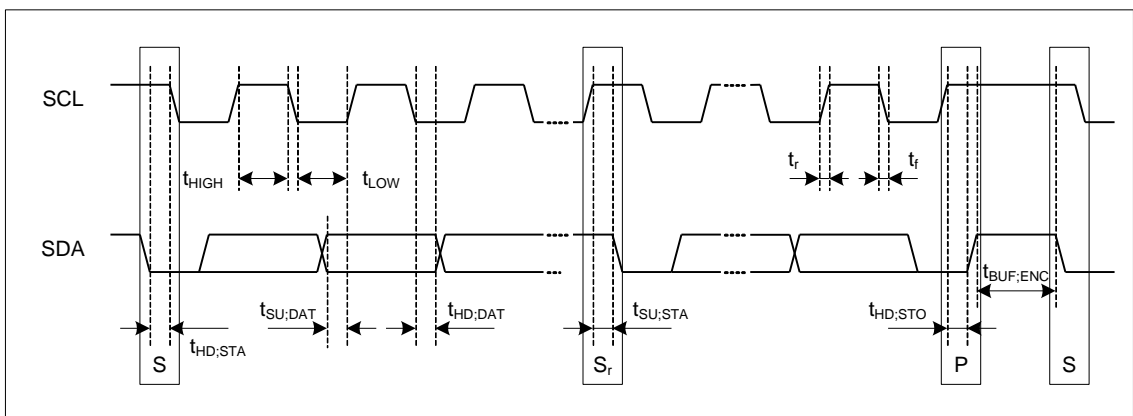 SCL
t_HIGH
t_LOW
t_r
t_f
SDA
t_BUF;ENC
t_SU;DAT
t_HD;DAT
t_SU;STA
t_HD;STO
t_HD;STA
S
S_r
P
S